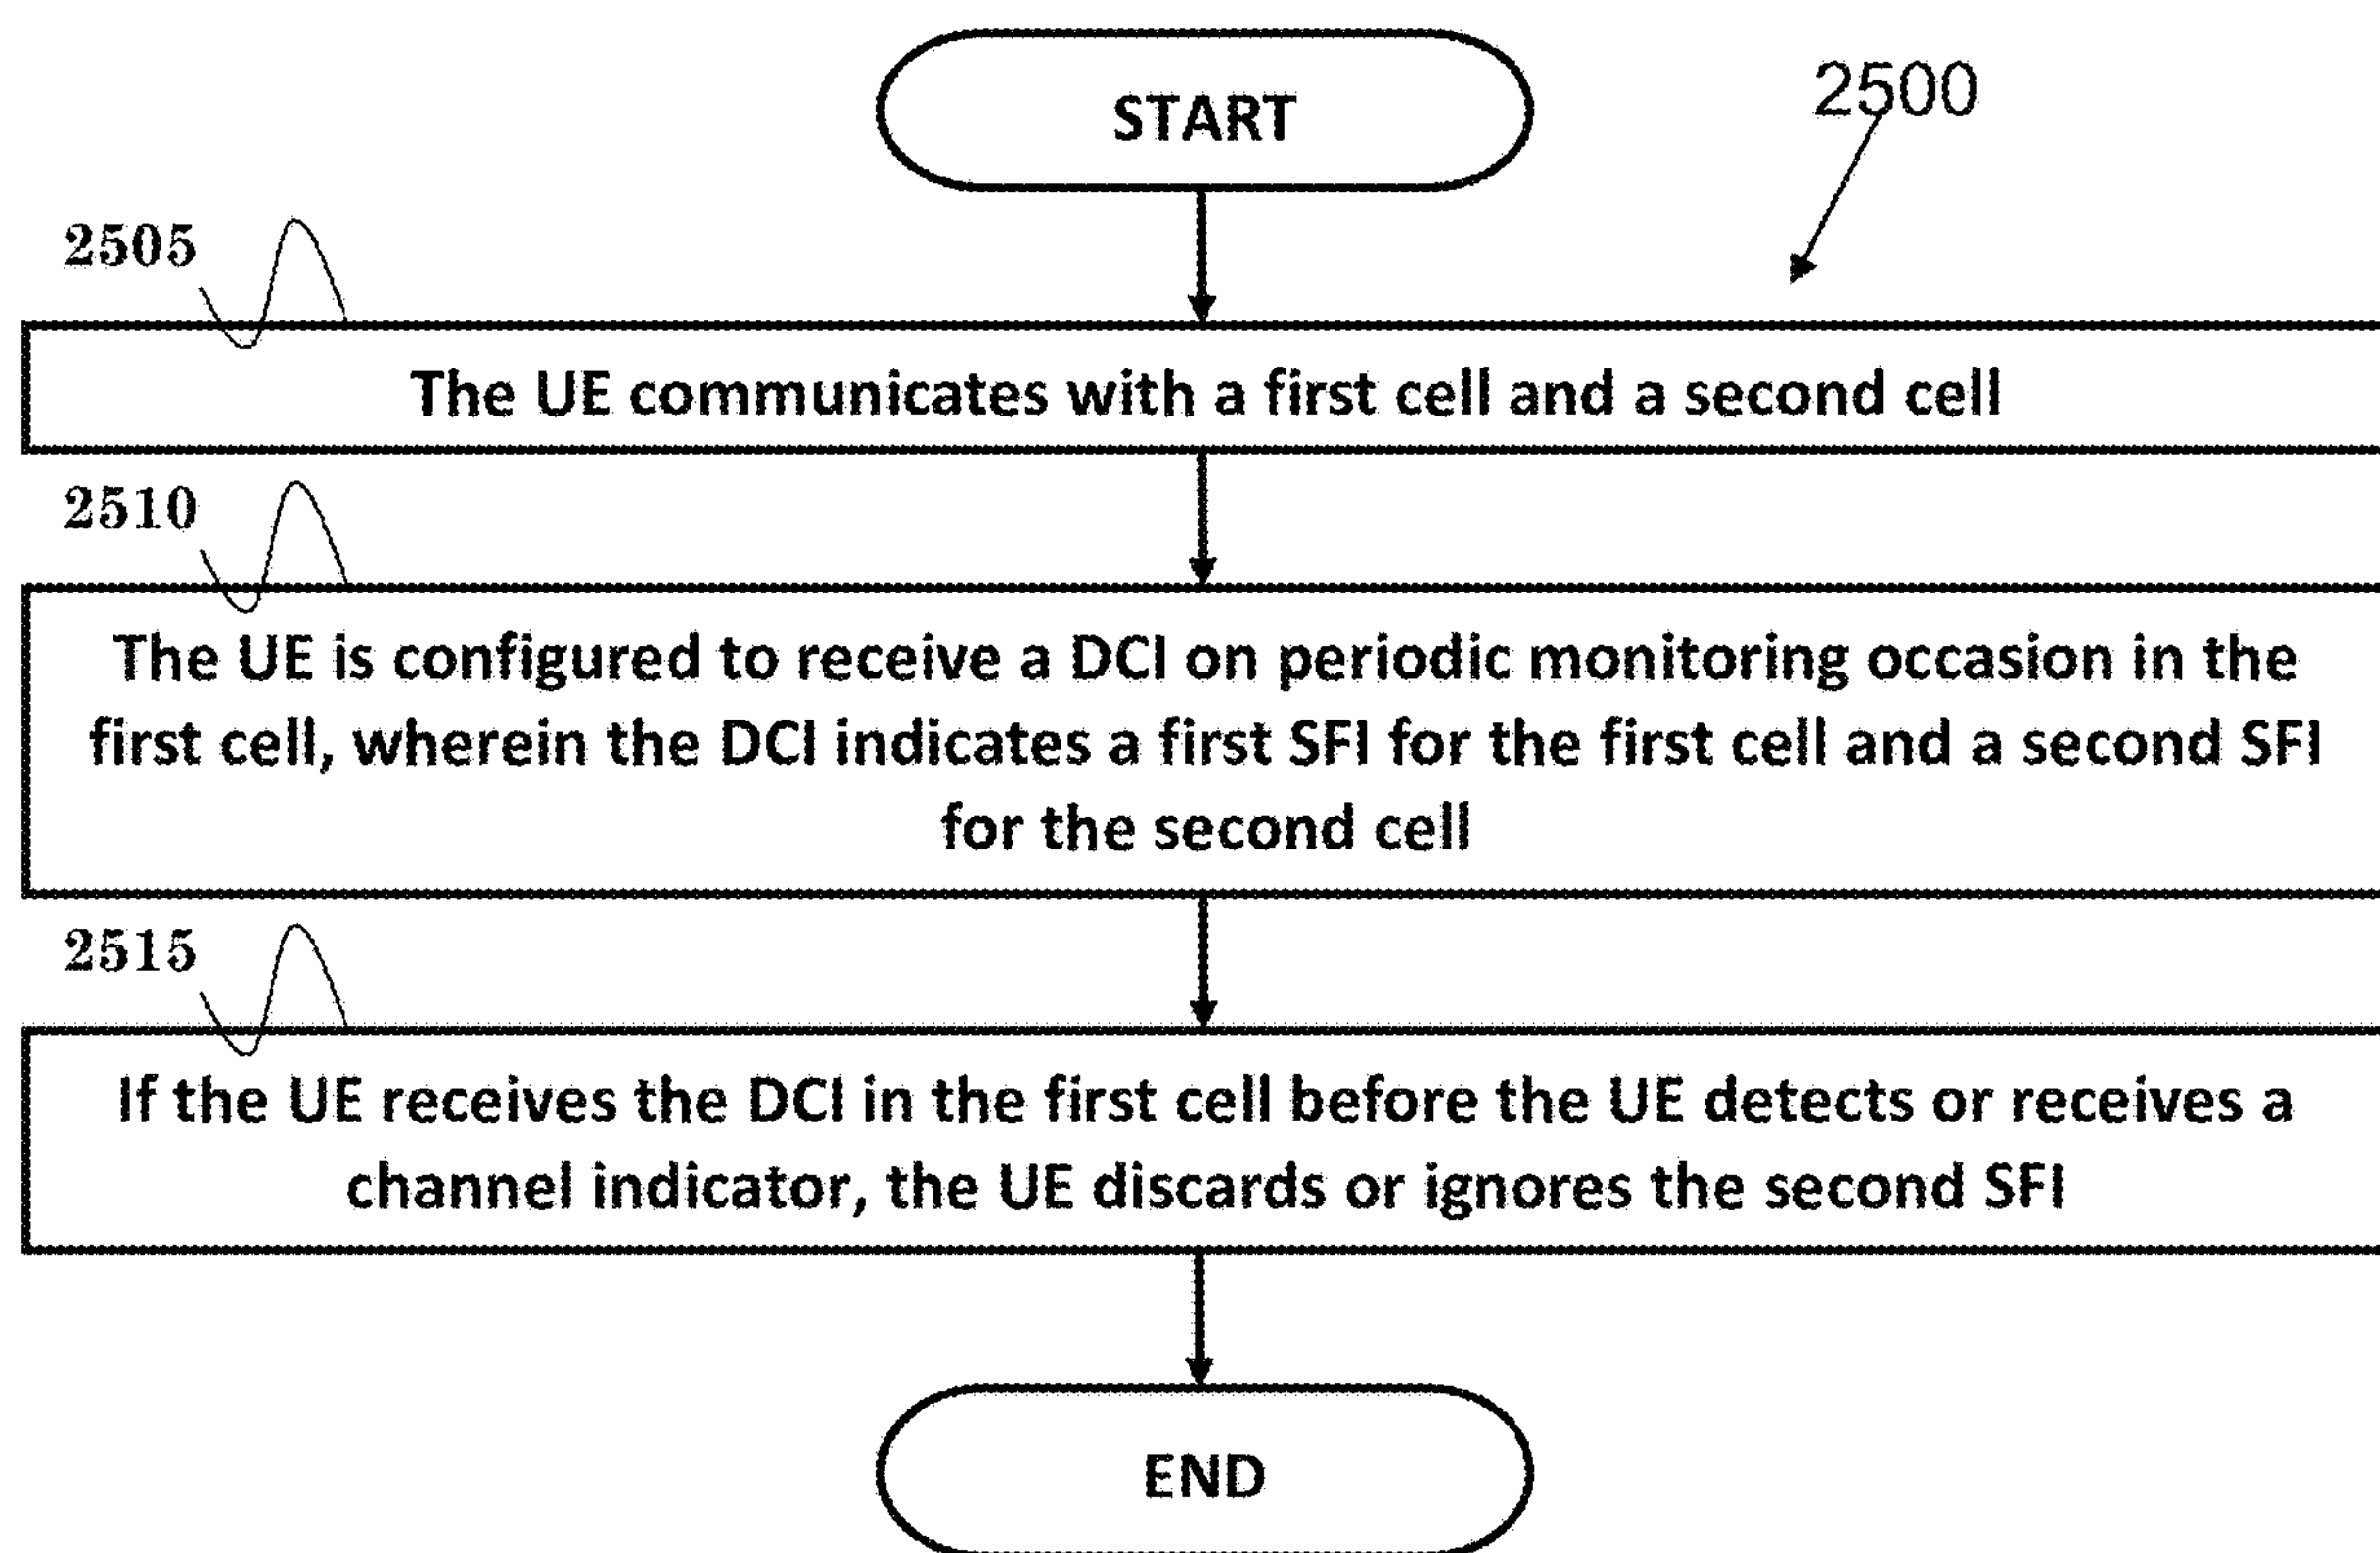 START
2500
2505
The UE communicates with a first cell and a second cell
2510
The UE is configured to receive a DCI on periodic monitoring occasion in the
first cell, wherein the DCI indicates a first SFI for the first cell and a second SFI
for the second cell
2515
If the UE receives the DCI in the first cell before the UE detects or receives a
channel indicator, the UE discards or ignores the second SFI
END